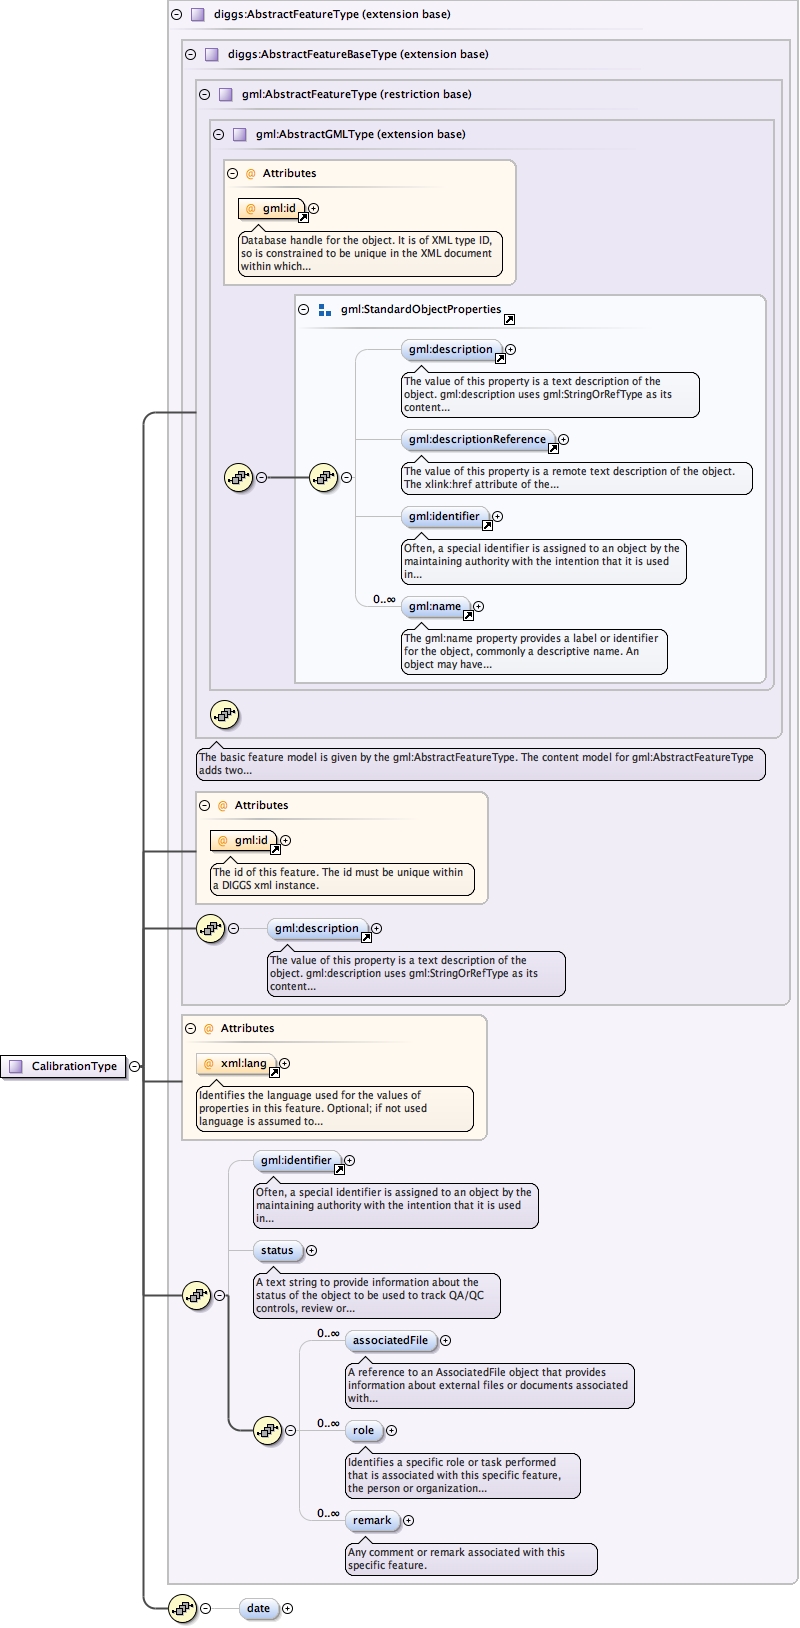 diggs:AbstractFeatureType (extension base)
diggs:AbstractFeatureBaseType (extension base)
gml:AbstractFeatureType (restriction base)
gml:AbstractGMLType (extension base)
@ Attributes
@ gml:id
Database handle for the object. It is of XML type ID,
so is constrained to be unique in the XML document
within which...
gml:StandardObjectProperties
gml:description
The value of this property is a text description of the
object. gml:description uses gml:StringOrRefType as its
content...
gml:descriptionReference
The value of this property is a remote text description of the object.
The xlink:href attribute of the...
gml:identifier
Often, a special identifier is assigned to an object by the
maintaining authority with the intention that it is used
in...
0..∞
gml:name
The gml:name property provides a label or identifier
for the object, commonly a descriptive name. An
object may have...
The basic feature model is given by the gml:AbstractFeatureType. The content model for gml:AbstractFeatureType
adds two...
@ Attributes
@ gml:id
The id of this feature. The id must be unique within
a DIGGS xml instance.
gml:description
The value of this property is a text description of the
object. gml:description uses gml:StringOrRefType as its
content...
@ Attributes
CalibrationType
@ xml:lang
Identifies the language used for the values of
properties in this feature. Optional; if not used
language is assumed to...
gml:identifier
Often, a special identifier is assigned to an object by the
maintaining authority with the intention that it is used
in...
status
A text string to provide information about the
status of the object to be used to track QA/QC
controls, review or...
0..∞
associatedFile
A reference to an AssociatedFile object that provides
information about external files or documents associated
with...
0..∞
role
Identifies a specific role or task performed
that is associated with this specific feature,
the person or organization...
0..∞
remark
Any comment or remark associated with this
specific feature.
date